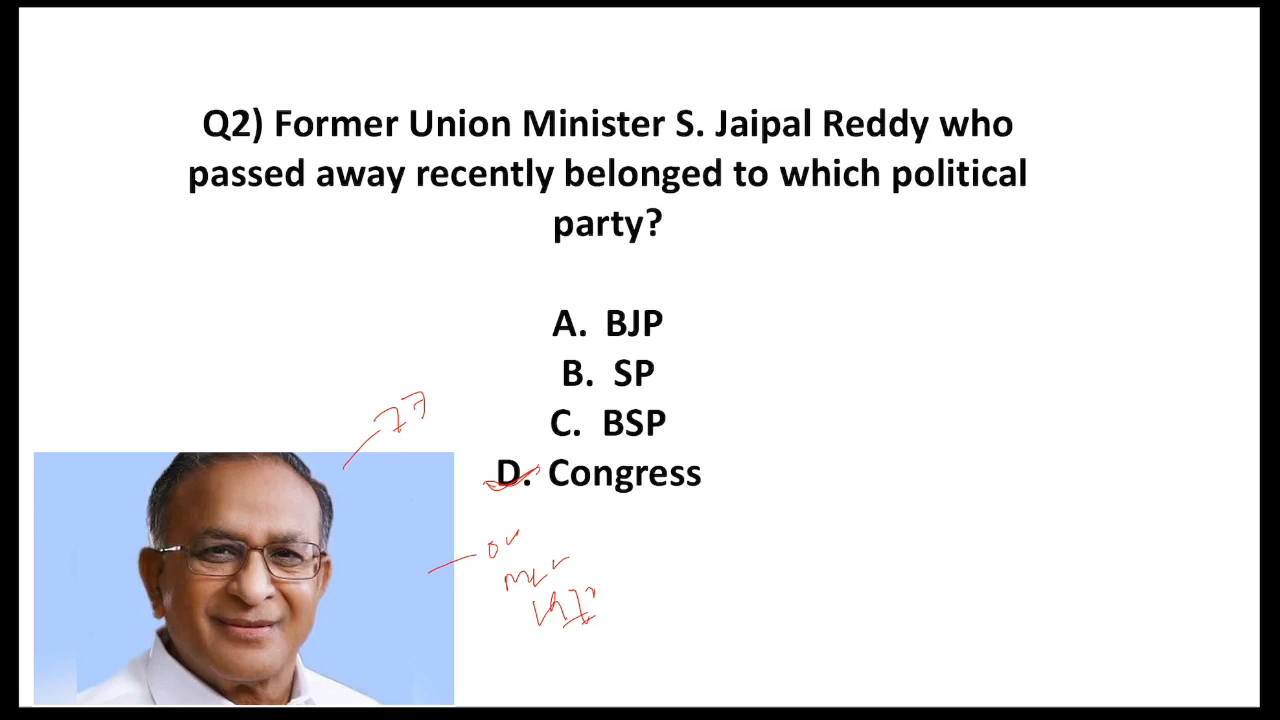 Q2) Former Union Minister S. Jaipal Reddy who
passed away recently belonged to which political
party?
A. BJP
B. SP
C. BSP
77
D. Congress